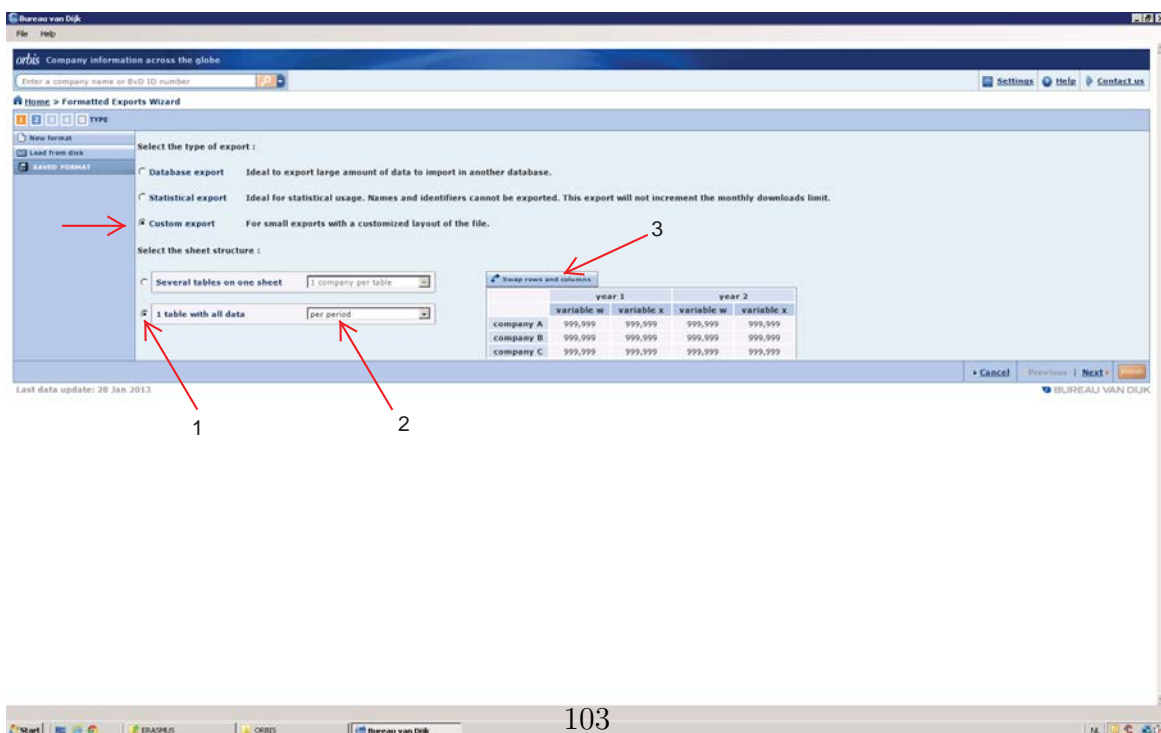 Bureau van Dijk
File Help
orbis Company information across the globe
Enter a company name or BvD ID number
Settings Help Contact us
Home > Formatted Exports Wizard
1 2 3 4 5 TYPE
New format
Load from disk
SAVED FORMAT
Select the type of export :
Database export Ideal to export large amount of data to import in another database.
Statistical export Ideal for statistical usage. Names and identifiers cannot be exported. This export will not increment the monthly downloads limit.
Custom export For small exports with a customized layout of the file.
3
Select the sheet structure :
Several tables on one sheet 1 company per table
1 table with all data per period
Swap rows and columns
year 1 year 2
variable w variable x variable w variable x
company A 999,999 999,999 999,999 999,999
company B 999,999 999,999 999,999 999,999
company C 999,999 999,999 999,999 999,999
Cancel Previous | Next Finish
Last data update: 28 Jan 2013
BUREAU VAN DIJK
1
2
103
Start ERASMUS ORBIS Bureau van Dijk NL